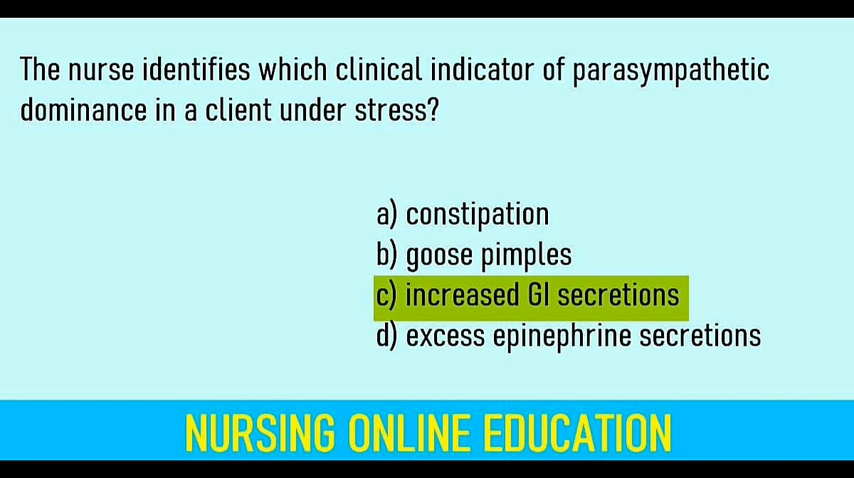 The nurse identifies which clinical indicator of parasympathetic
dominance in a client under stress?
a) constipation
b) goose pimples
c) increased GI secretions
d) excess epinephrine secretions
NURSING ONLINE EDUCATION